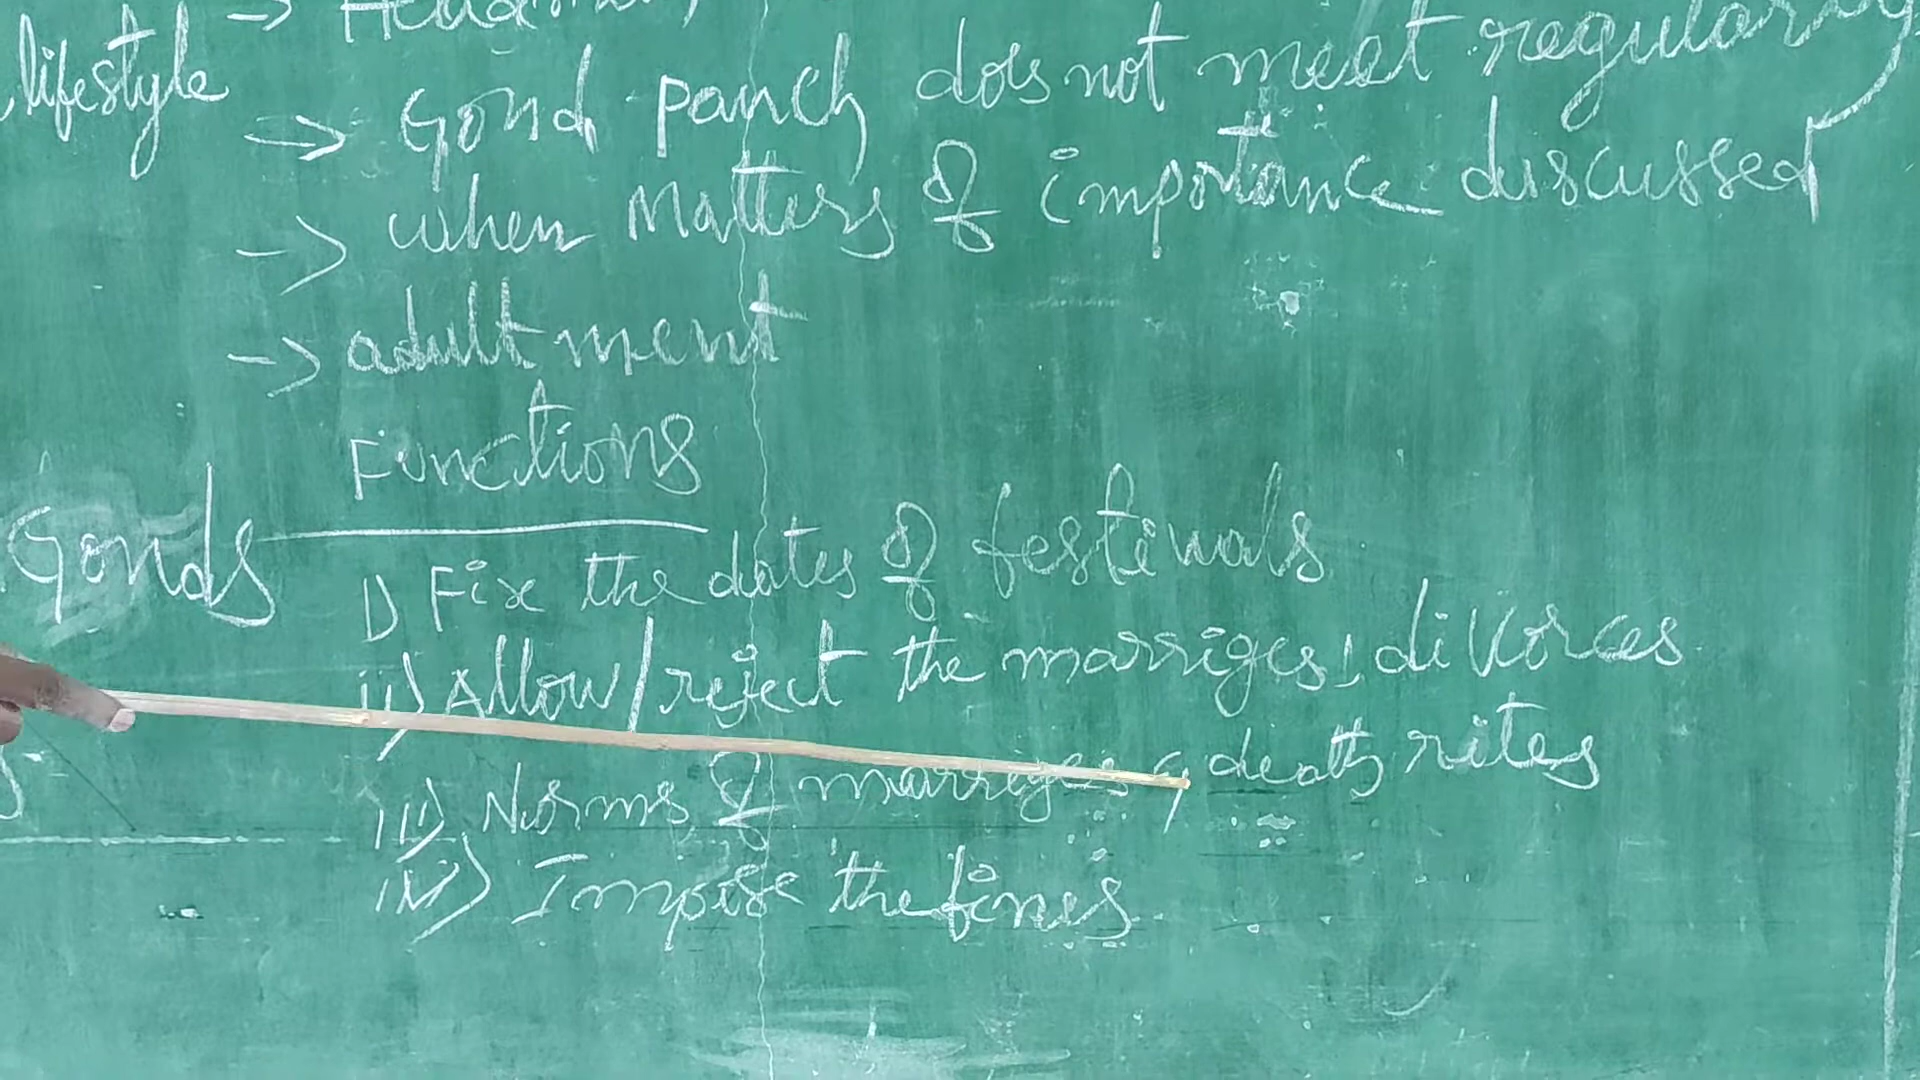 lifestyle
→ Gond panch does not meet regularly
→ when Matters of importance discussed
→ adult ment
Functions
Gonds
I) Fix the dates of festivals
ii) Allow/reject the marriges, divorces
iii) Norms of marriges, death rites
iv) Impose the fines.